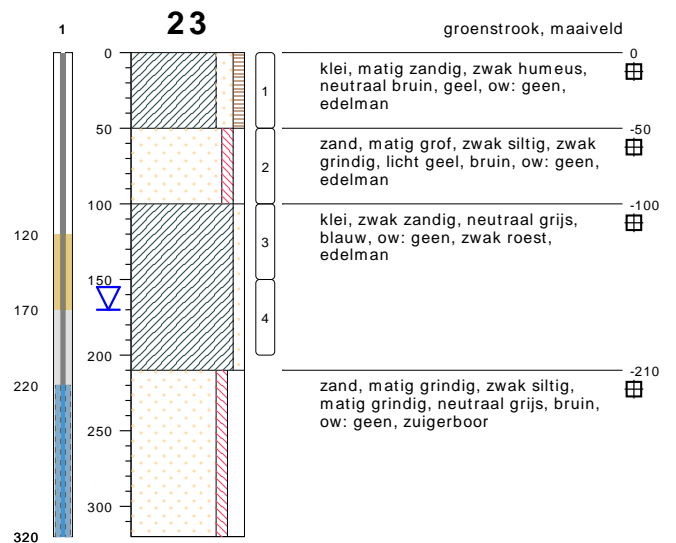 1
23
groenstrook, maaiveld
0
0
klei, matig zandig, zwak humeus,
neutraal bruin, geel, ow: geen,
edelman
1
50
-50
zand, matig grof, zwak siltig, zwak
grindig, licht geel, bruin, ow: geen,
edelman
2
100
-100
klei, zwak zandig, neutraal grijs,
blauw, ow: geen, zwak roest,
edelman
3
120
150
170
4
200
-210
220
zand, matig grindig, zwak siltig,
matig grindig, neutraal grijs, bruin,
ow: geen, zuigerboor
250
300
320